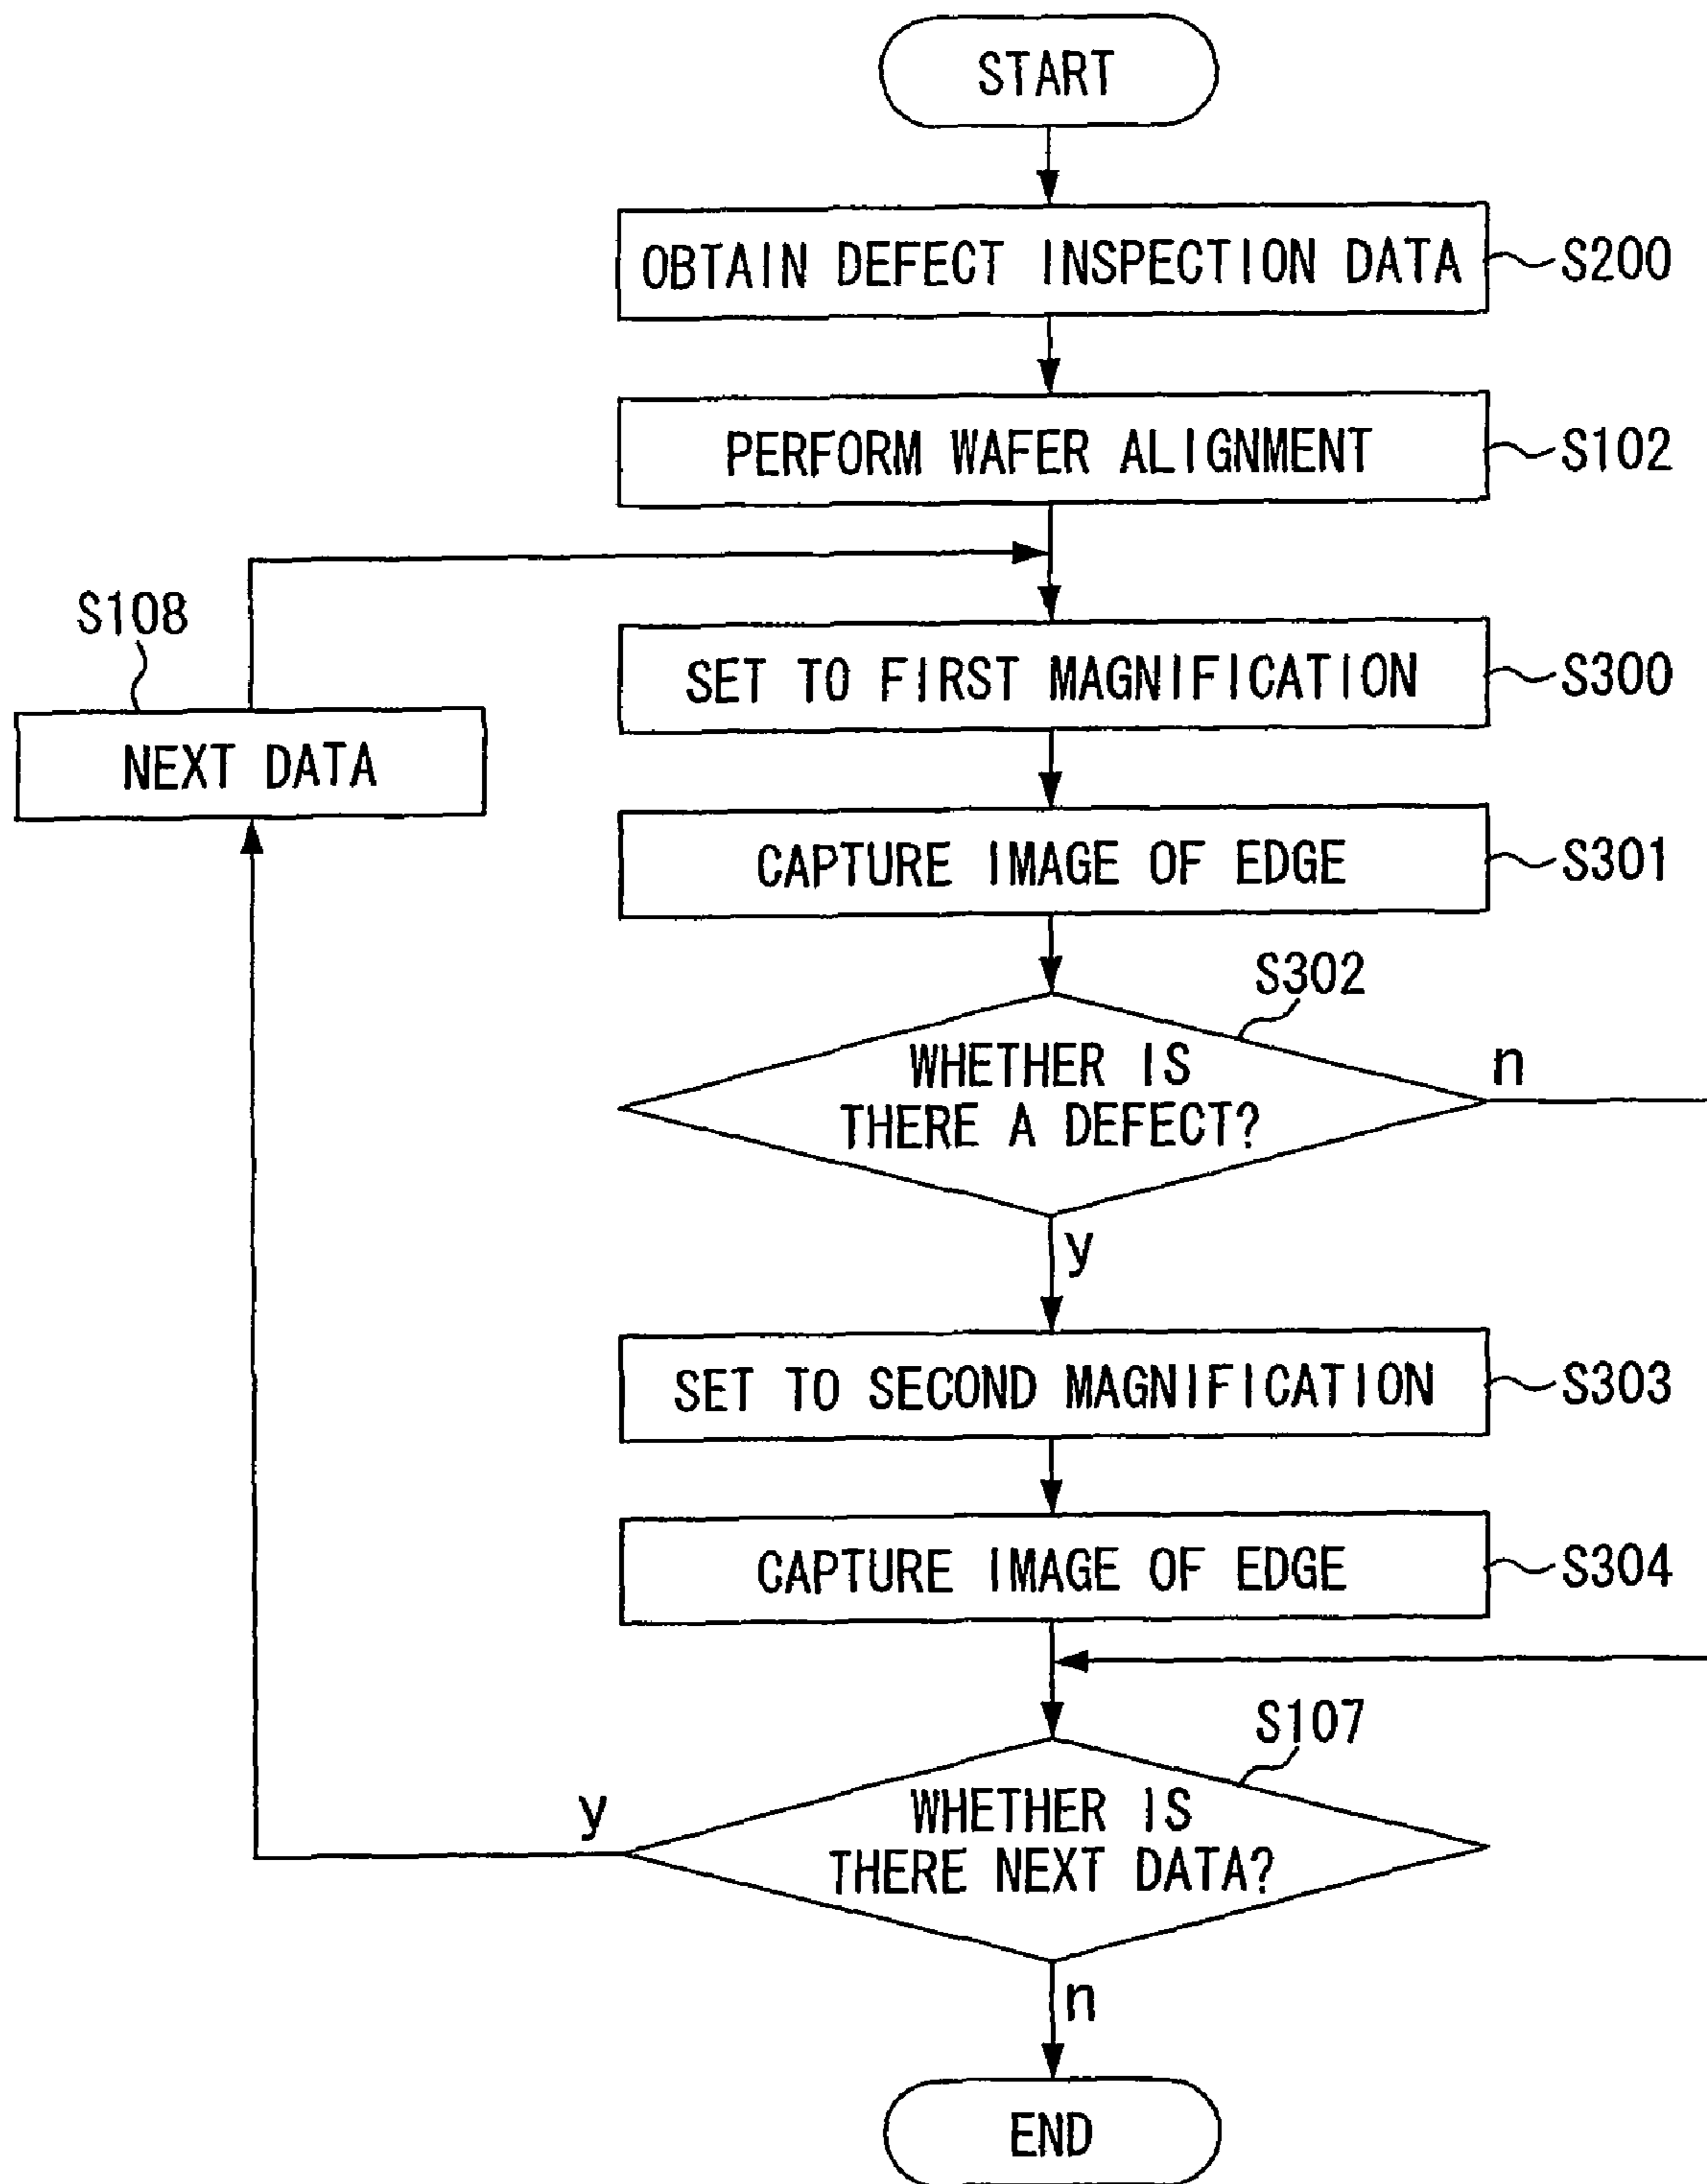 START
OBTAIN DEFECT INSPECTION DATA
S200
PERFORM WAFER ALIGNMENT
S102
S108
NEXT DATA
SET TO FIRST MAGNIFICATION
S300
CAPTURE IMAGE OF EDGE
S301
S302
WHETHER IS
THERE A DEFECT?
n
y
SET TO SECOND MAGNIFICATION
S303
CAPTURE IMAGE OF EDGE
S304
S107
WHETHER IS
THERE NEXT DATA?
y
n
END